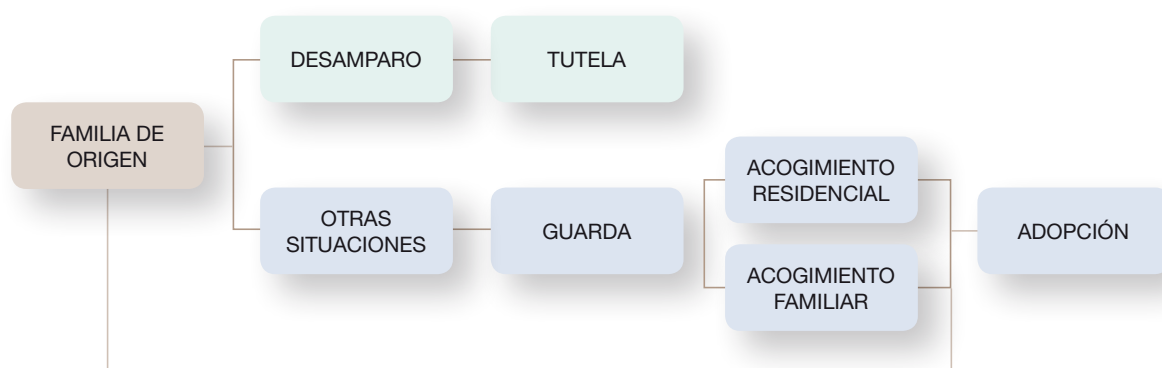 DESAMPARO
TUTELA
FAMILIA DE
ORIGEN
ACOGIMIENTO
RESIDENCIAL
OTRAS
SITUACIONES
GUARDA
ADOPCIÓN
ACOGIMIENTO
FAMILIAR